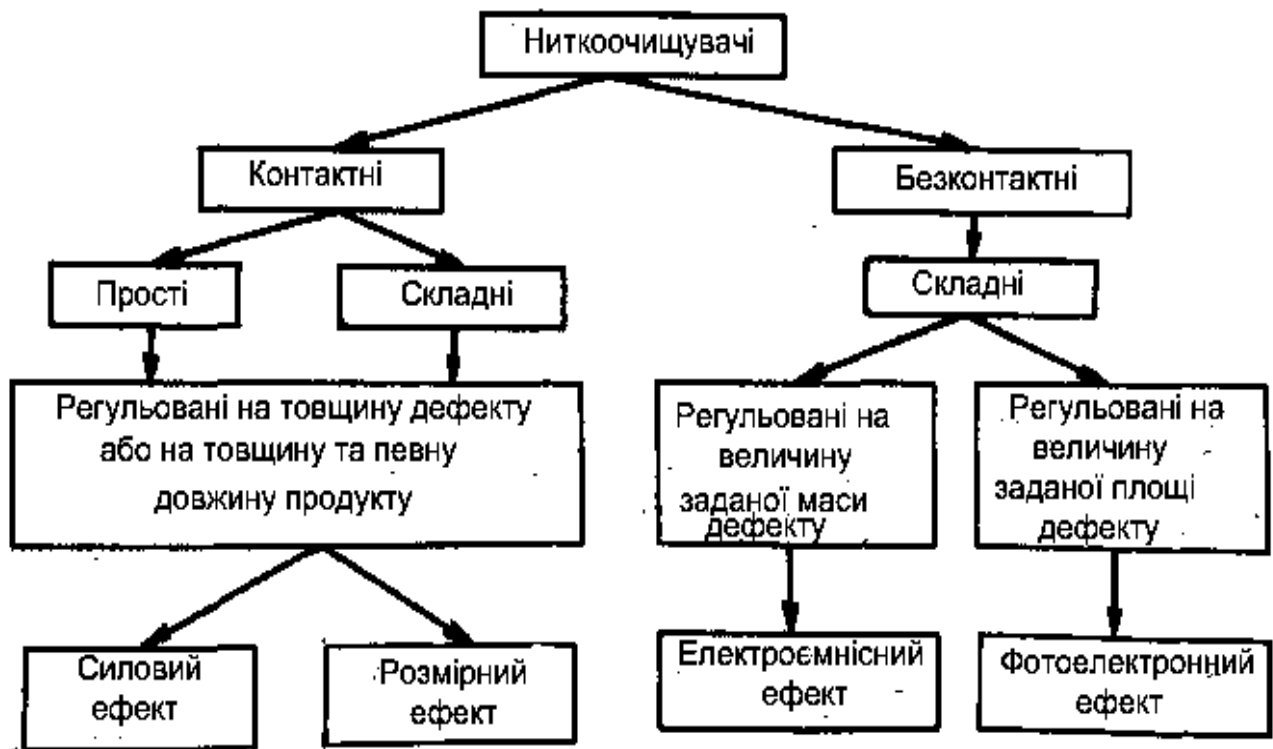 Ниткоочищувачі
Контактні
Безконтактні
Прості
Складні
Складні
Регульовані на товщину дефекту
або на товщину та певну
довжину продукту
Регульовані на
величину
заданої маси
дефекту
Регульовані на
величину
заданої площі
дефекту
Силовий
ефект
Розмірний
ефект
Електроємнісний
ефект
Фотоелектронний
ефект